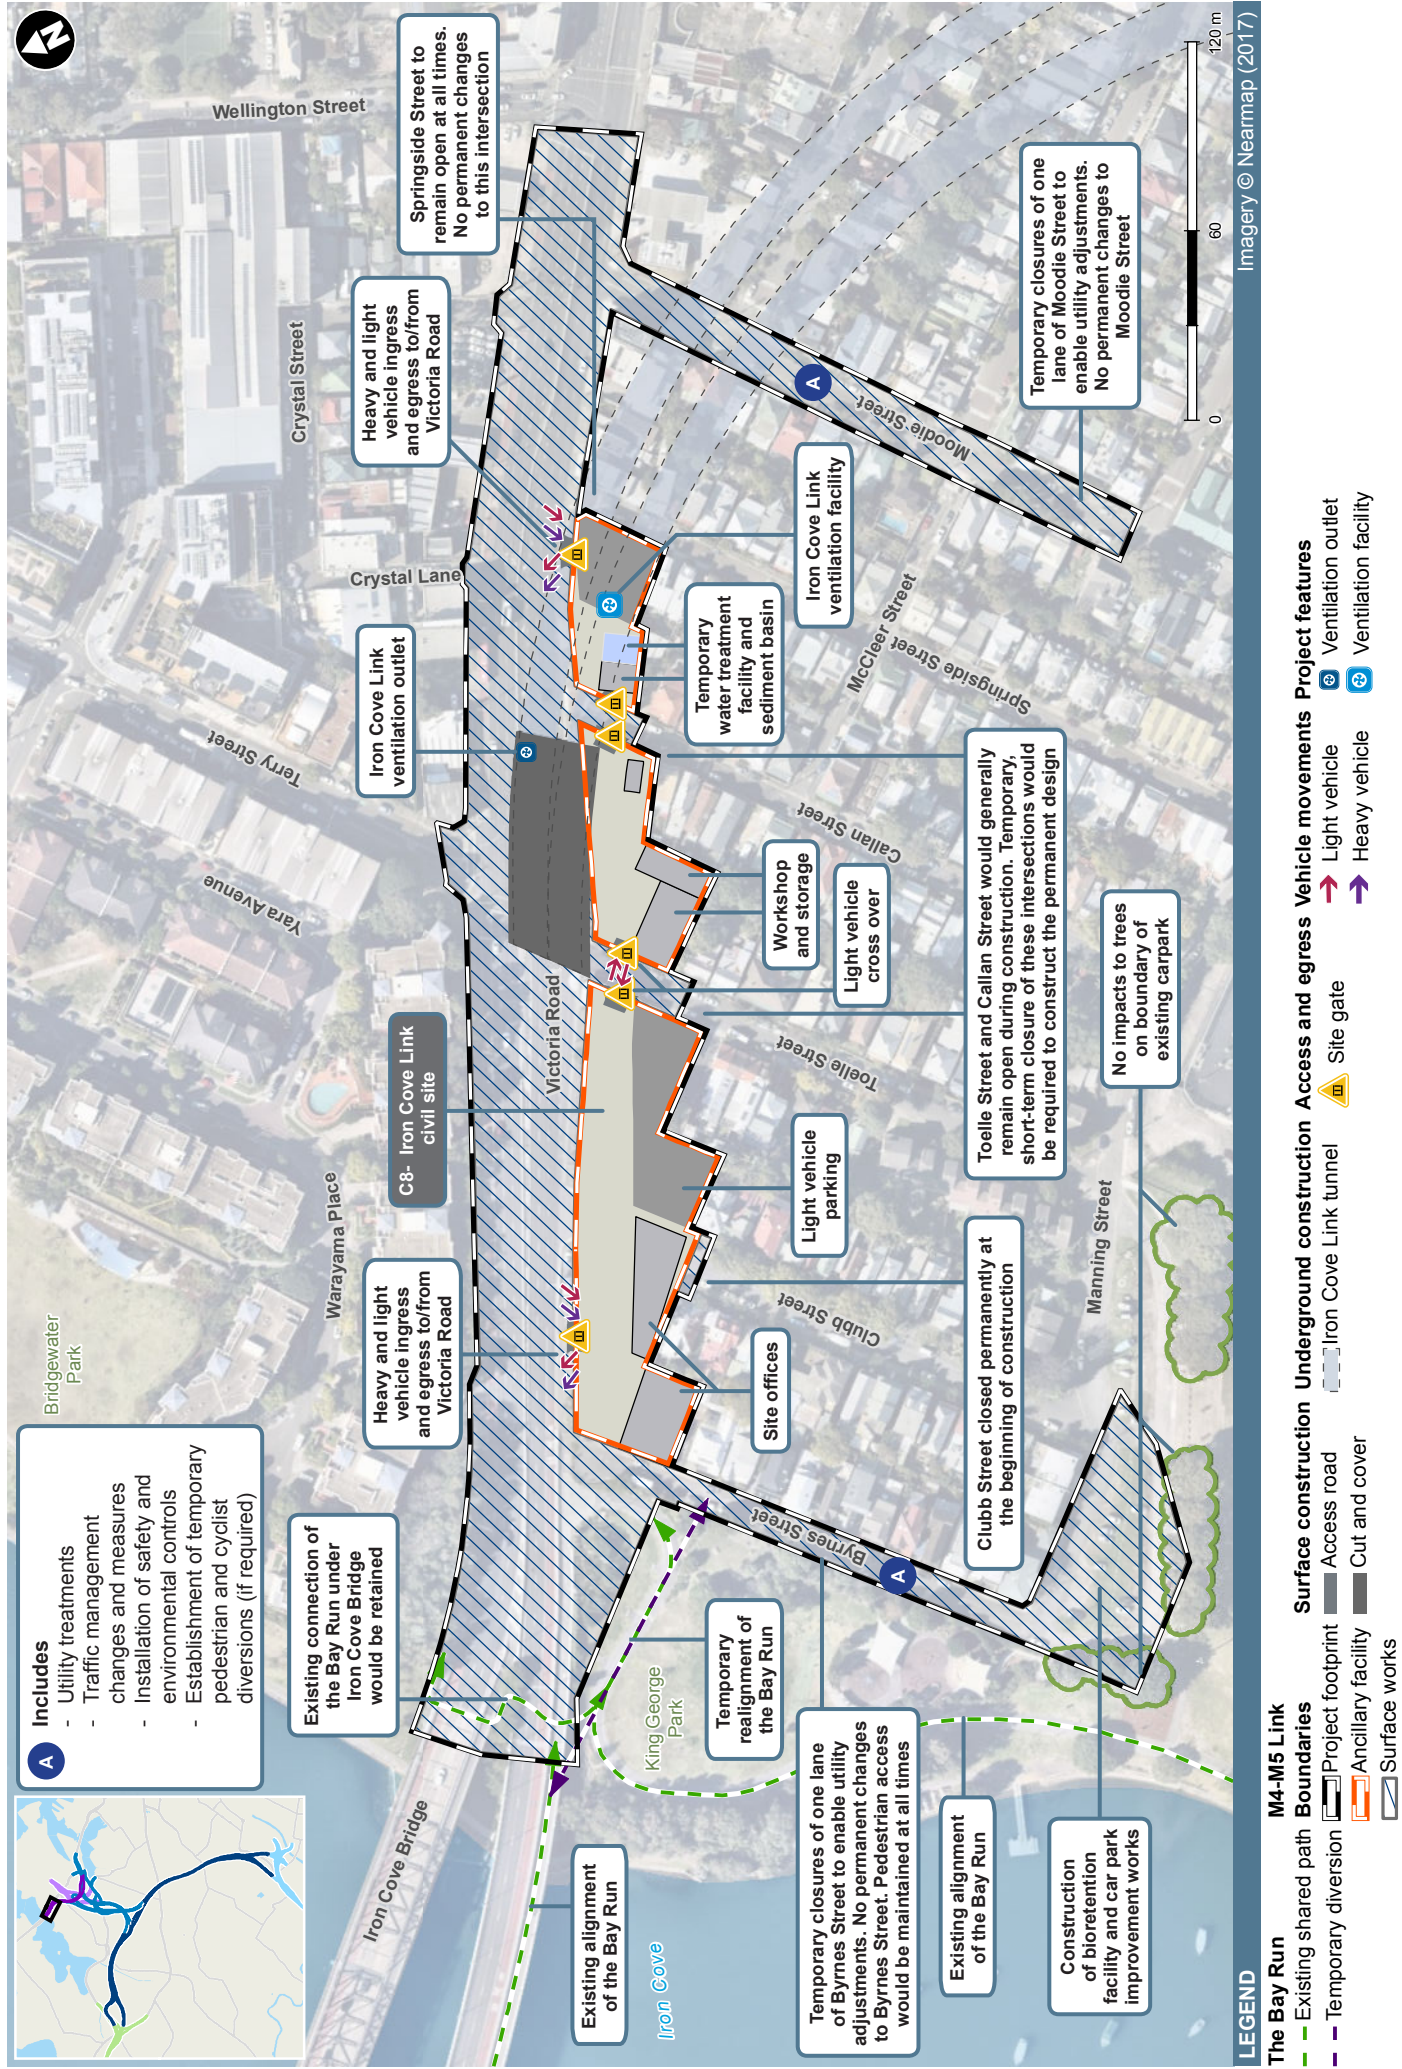 A
Includes
- Utility treatments
- Traffic management
changes and measures
- Installation of safety and
environmental controls
- Establishment of temporary
pedestrian and cyclist
diversions (if required)
Bridgewater
Park
N
Wellington Street
Crystal Street
Crystal Lane
Terry Street
Yara Avenue
Warayama Place
Victoria Road
Existing connection of
the Bay Run under
Iron Cove Bridge
would be retained
Heavy and light
vehicle ingress
and egress to/from
Victoria Road
C8- Iron Cove Link
civil site
Iron Cove Link
ventilation outlet
Heavy and light
vehicle ingress
and egress to/from
Victoria Road
Springside Street to
remain open at all times.
No permanent changes
to this intersection
Iron Cove Bridge
Existing alignment
of the Bay Run
Iron Cove
King George
Park
Temporary
realignment of
the Bay Run
Site offices
Light vehicle
parking
Workshop
and storage
Light vehicle
cross over
Temporary
water treatment
facility and
sediment basin
Iron Cove Link
ventilation facility
A
Moodie Street
McCleer Street
Springside Street
Callan Street
Toelle Street
Clubb Street
Byrnes Street
A
Manning Street
Temporary closures of one lane
of Byrnes Street to enable utility
adjustments. No permanent changes
to Byrnes Street. Pedestrian access
would be maintained at all times
Existing alignment
of the Bay Run
Construction
of bioretention
facility and car park
improvement works
Clubb Street closed permanently at
the beginning of construction
Toelle Street and Callan Street would generally
remain open during construction. Temporary,
short-term closure of these intersections would
be required to construct the permanent design
No impacts to trees
on boundary of
existing carpark
Temporary closures of one
lane of Moodie Street to
enable utility adjustments.
No permanent changes to
Moodie Street
0 60 120 m
LEGEND
Imagery © Nearmap (2017)
The Bay Run
Existing shared path
Temporary diversion
M4-M5 Link
Boundaries
Project footprint
Ancillary facility
Surface works
Surface construction
Access road
Cut and cover
Underground construction
Iron Cove Link tunnel
Access and egress
Site gate
Vehicle movements
Light vehicle
Heavy vehicle
Project features
Ventilation outlet
Ventilation facility